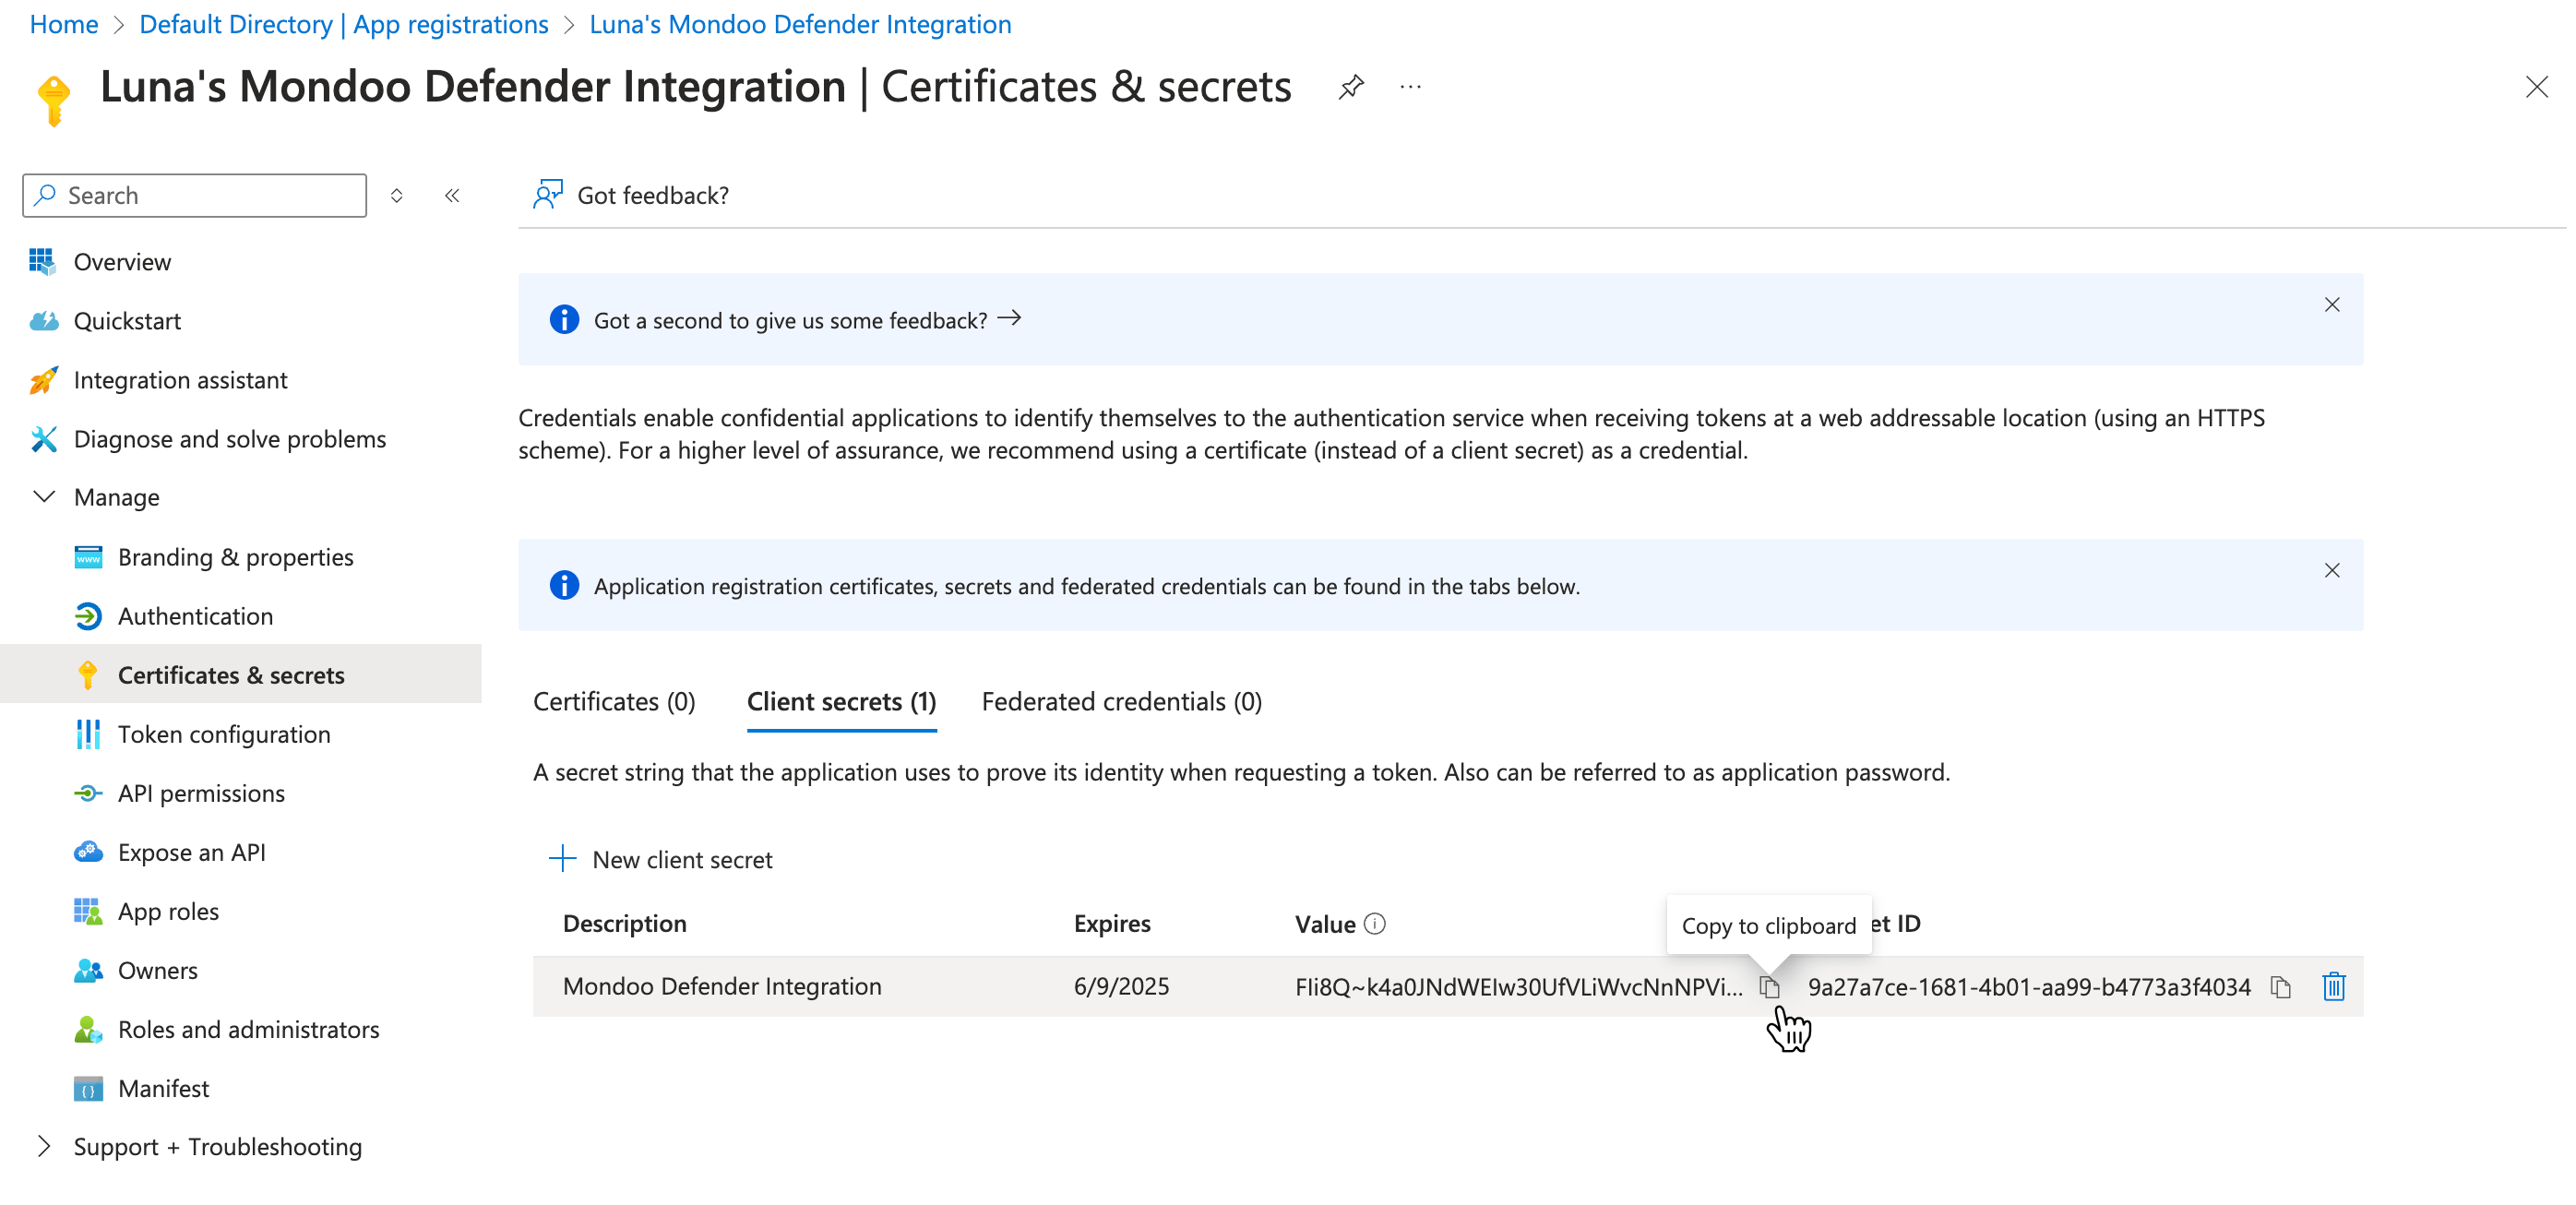 Home > Default Directory | App registrations > Luna's Mondoo Defender Integration
Luna's Mondoo Defender Integration | Certificates & secrets
Search
Got feedback?
Overview
Quickstart
Integration assistant
Diagnose and solve problems
Manage
Branding & properties
Authentication
Certificates & secrets
Token configuration
API permissions
Expose an API
App roles
Owners
Roles and administrators
Manifest
Support + Troubleshooting
Got a second to give us some feedback?
Credentials enable confidential applications to identify themselves to the authentication service when receiving tokens at a web addressable location (using an HTTPS
scheme). For a higher level of assurance, we recommend using a certificate (instead of a client secret) as a credential.
Application registration certificates, secrets and federated credentials can be found in the tabs below.
Certificates (0) Client secrets (1) Federated credentials (0)
A secret string that the application uses to prove its identity when requesting a token. Also can be referred to as application password.
New client secret
Copy to clipboard
Description Expires Value et ID
Mondoo Defender Integration 6/9/2025 FIi8Q~k4a0JNdWEIw30UfVLiWvcNnNPVi... 9a27a7ce-1681-4b01-aa99-b4773a3f4034